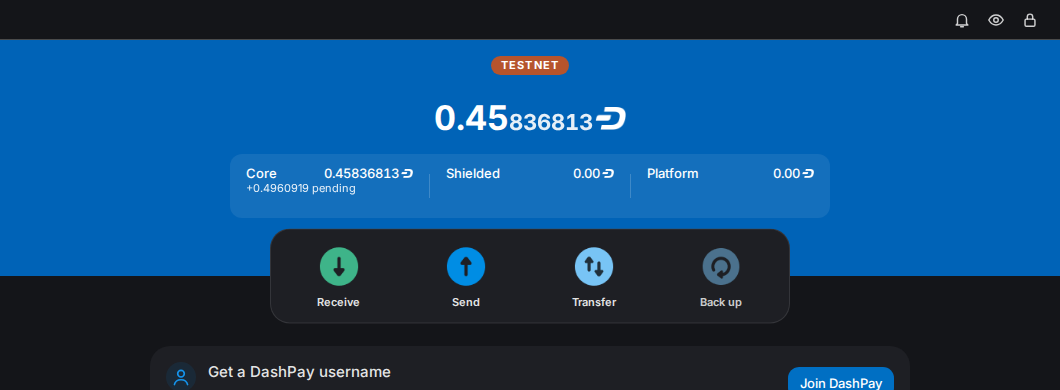 TESTNET
0.45836813
Core 0.45836813 Shielded 0.00 Platform 0.00
+0.4960919 pending
Receive Send Transfer Back up
Get a DashPay username
Join DashPay